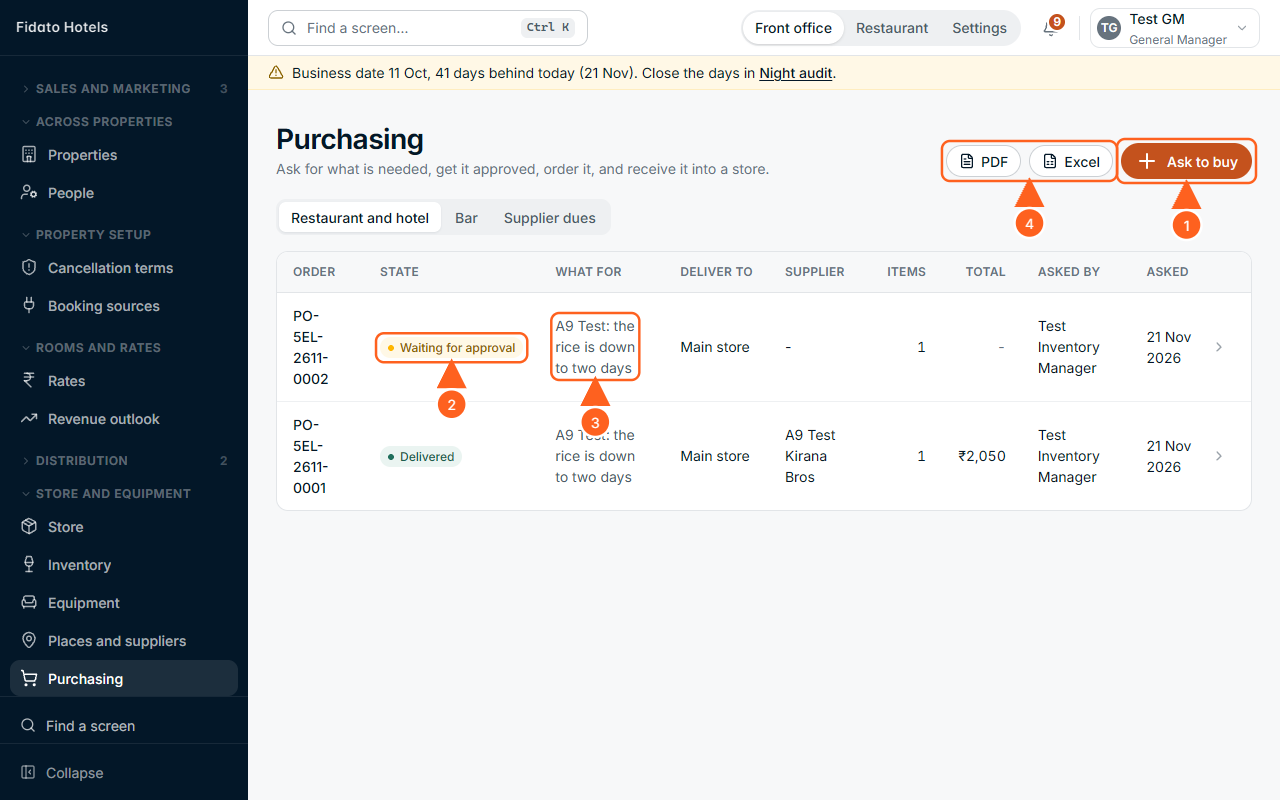 Fidato Hotels
Find a screen... Ctrl K
Front office Restaurant Settings
9
TG Test GM
General Manager
Business date 11 Oct, 41 days behind today (21 Nov). Close the days in Night audit.
SALES AND MARKETING 3
ACROSS PROPERTIES
Properties
People
PROPERTY SETUP
Cancellation terms
Booking sources
ROOMS AND RATES
Rates
Revenue outlook
DISTRIBUTION 2
STORE AND EQUIPMENT
Store
Inventory
Equipment
Places and suppliers
Purchasing
Find a screen
Collapse
Purchasing
Ask for what is needed, get it approved, order it, and receive it into a store.
PDF Excel Ask to buy
4 1
Restaurant and hotel Bar Supplier dues
ORDER STATE WHAT FOR DELIVER TO SUPPLIER ITEMS TOTAL ASKED BY ASKED
PO-
5EL-
2611-
0002
Waiting for approval
2
A9 Test: the
rice is down
to two days
3
Main store
-
1
-
Test
Inventory
Manager
21 Nov
2026
PO-
5EL-
2611-
0001
Delivered
A9 Test: the
rice is down
to two days
Main store
A9 Test
Kirana
Bros
1
₹2,050
Test
Inventory
Manager
21 Nov
2026